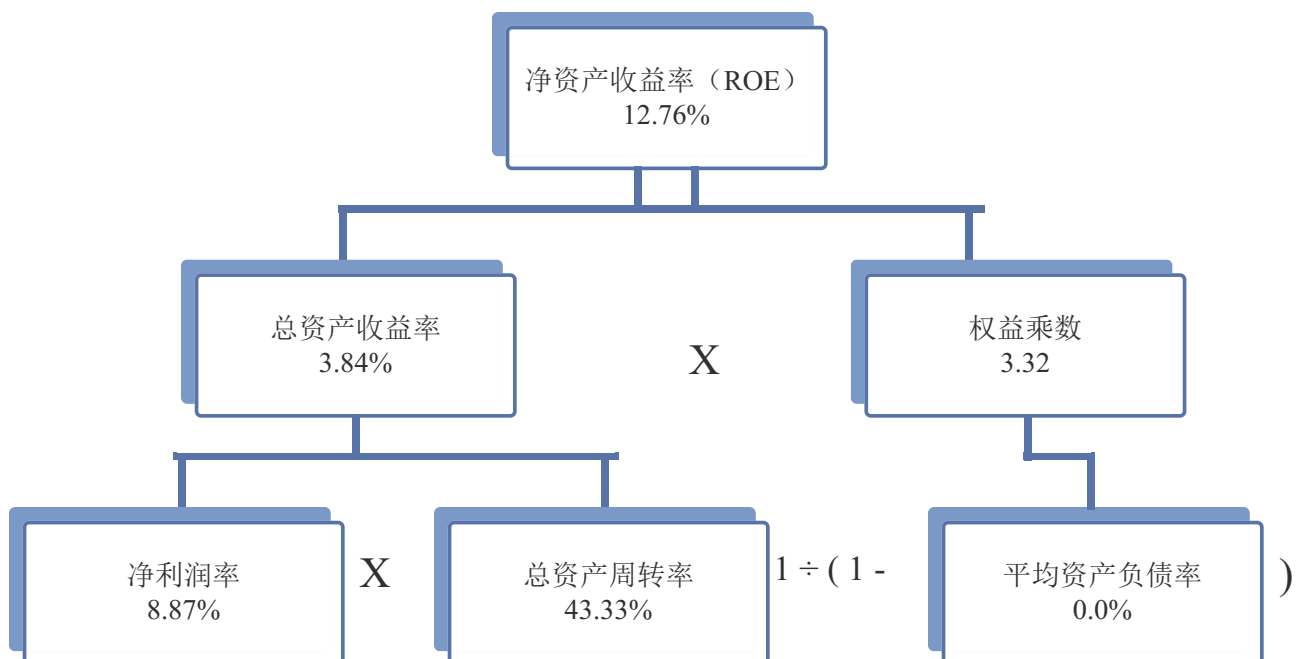 净资产收益率（ROE）
12.76%
总资产收益率
3.84%
X
权益乘数
3.32
净利润率
8.87%
X
总资产周转率
43.33%
1 ÷ ( 1 -
平均资产负债率
0.0%
)